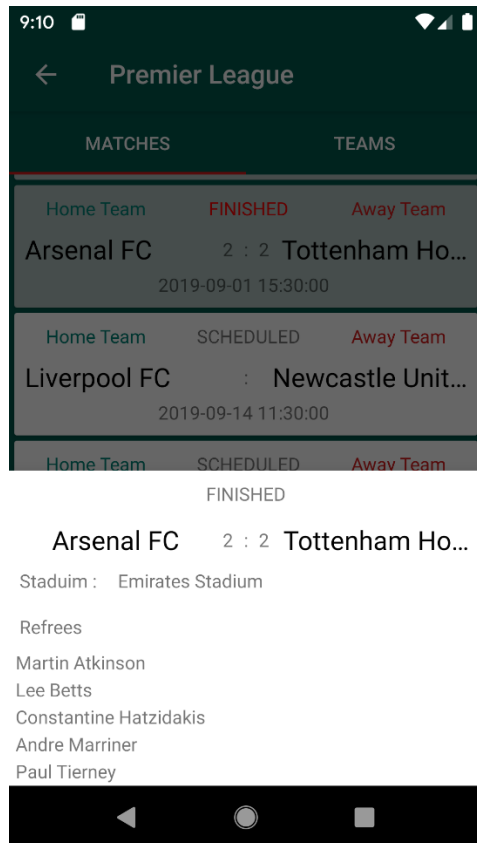 9:10
Premier League
MATCHES TEAMS
Home Team FINISHED Away Team
Arsenal FC 2 : 2 Tottenham Ho...
2019-09-01 15:30:00
Home Team SCHEDULED Away Team
Liverpool FC : Newcastle Unit...
2019-09-14 11:30:00
Home Team SCHEDULED Away Team
FINISHED
Arsenal FC 2 : 2 Tottenham Ho...
Staduim : Emirates Stadium
Refrees
Martin Atkinson
Lee Betts
Constantine Hatzidakis
Andre Marriner
Paul Tierney